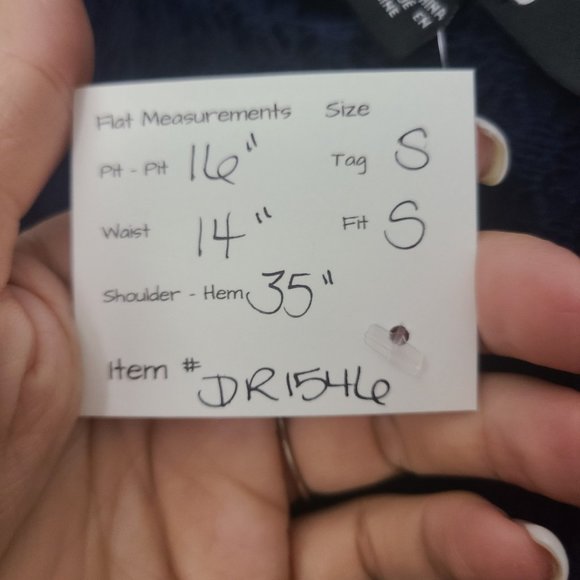 Flat Measurements Size
Pit - Pit 16" Tag S
Waist 14" Fit S
Shoulder - Hem 35"
Item # DR1546